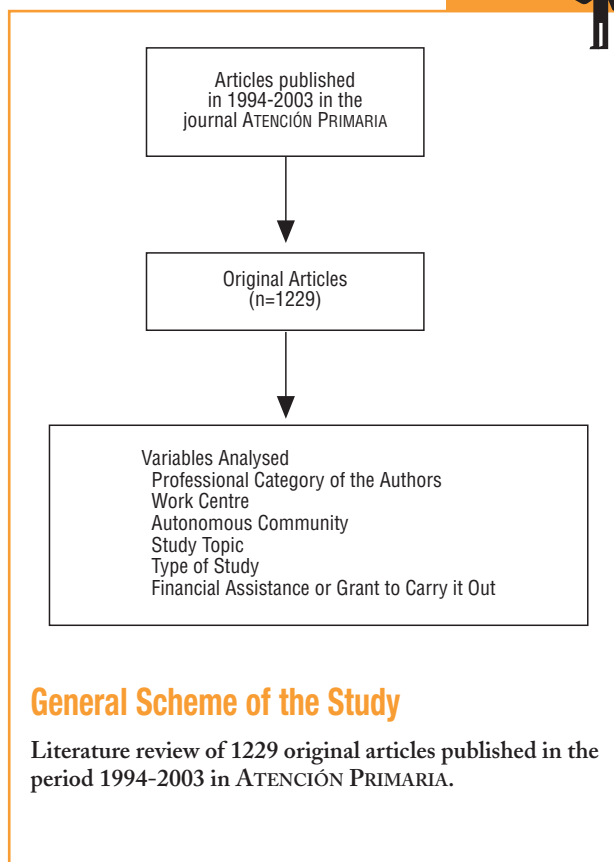 Articles published
in 1994-2003 in the
journal ATENCIÓN PRIMARIA
Original Articles
(n=1229)
Variables Analysed
Professional Category of the Authors
Work Centre
Autonomous Community
Study Topic
Type of Study
Financial Assistance or Grant to Carry it Out
General Scheme of the Study
Literature review of 1229 original articles published in the
period 1994-2003 in ATENCIÓN PRIMARIA.